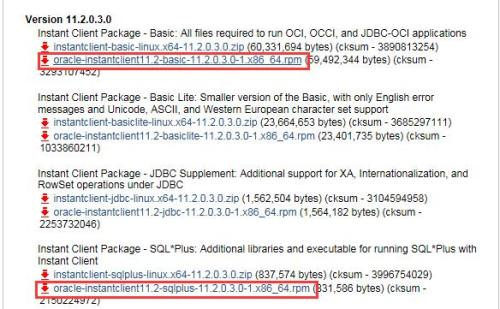 Version 11.2.0.3.0
Instant Client Package - Basic: All files required to run OCI, OCCI, and JDBC-OCI applications
instantclient-basic-linux.x64-11.2.0.3.0.zip (60,331,694 bytes) (cksum - 3890813254)
oracle-instantclient11.2-basic-11.2.0.3.0-1.x86_64.rpm (59,492,344 bytes) (cksum -
3293107452)
Instant Client Package - Basic Lite: Smaller version of the Basic, with only English error
messages and Unicode, ASCII, and Western European character set support
instantclient-basiclite-linux.x64-11.2.0.3.0.zip (23,664,653 bytes) (cksum - 3685297111)
oracle-instantclient11.2-basiclite-11.2.0.3.0-1.x86_64.rpm (23,401,735 bytes) (cksum -
1033860211)
Instant Client Package - JDBC Supplement: Additional support for XA, Internationalization, and
RowSet operations under JDBC
instantclient-jdbc-linux.x64-11.2.0.3.0.zip (1,562,504 bytes) (cksum - 3104594958)
oracle-instantclient11.2-jdbc-11.2.0.3.0-1.x86_64.rpm (1,564,182 bytes) (cksum -
2253732046)
Instant Client Package - SQL*Plus: Additional libraries and executable for running SQL*Plus with
Instant Client
instantclient-sqlplus-linux.x64-11.2.0.3.0.zip (837,574 bytes) (cksum - 3996754029)
oracle-instantclient11.2-sqlplus-11.2.0.3.0-1.x86_64.rpm (831,586 bytes) (cksum -
2150224972)